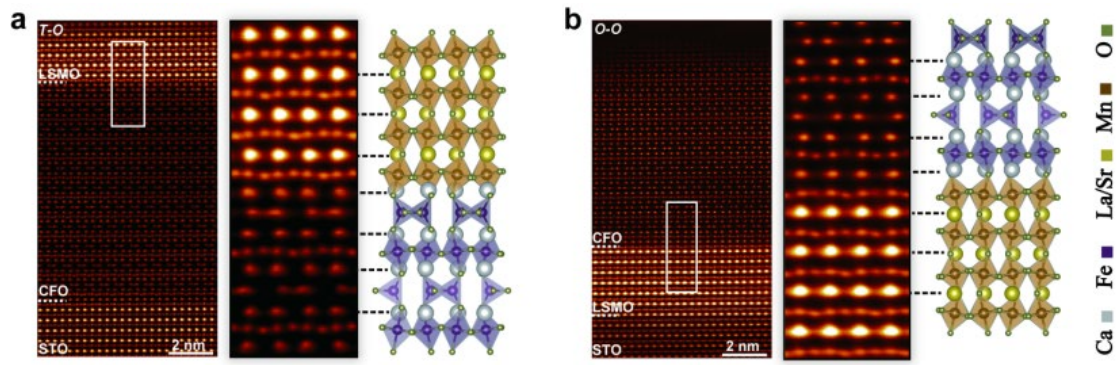 a
T-O
LSMO
CFO
STO
2 nm
b
O-O
CFO
LSMO
STO
2 nm
Ca Fe La/Sr Mn O